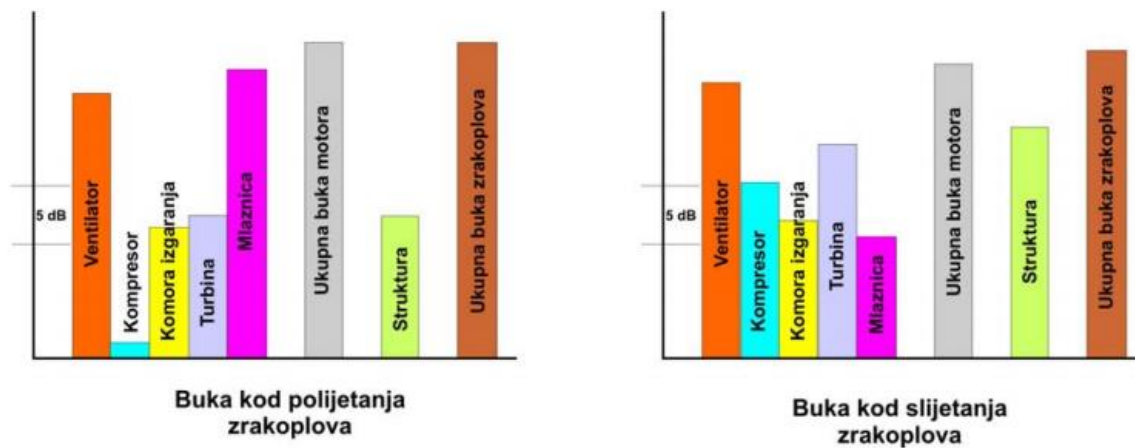 5 dB
Ventilator
Kompresor
Komora izgaranja
Turbina
Mlaznica
Ukupna buka motora
Struktura
Ukupna buka zrakoplova
Buka kod polijetanja
zrakoplova
5 dB
Ventilator
Kompresor
Komora izgaranja
Turbina
Mlaznica
Ukupna buka motora
Struktura
Ukupna buka zrakoplova
Buka kod slijetanja
zrakoplova